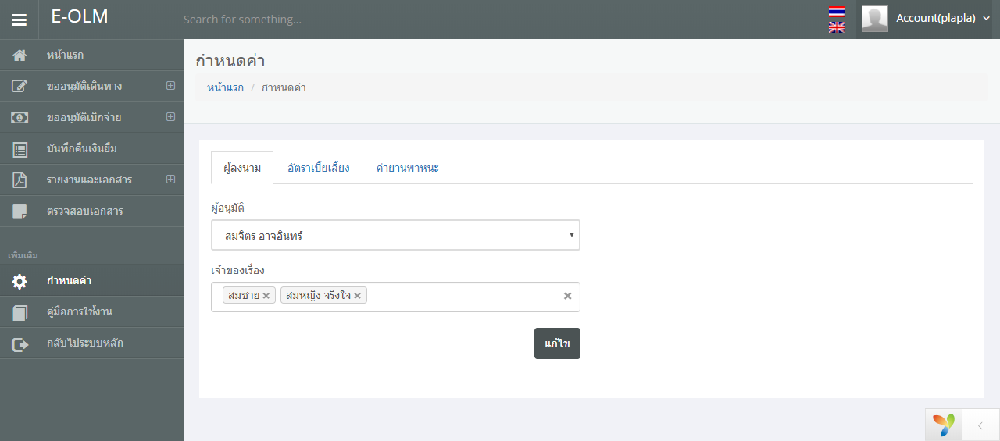 E-OLM
Search for something...
Account(plapla)
หน้าแรก
ขออนุมัติเดินทาง
ขออนุมัติเบิกจ่าย
บันทึกคืนเงินยืม
รายงานและเอกสาร
ตรวจสอบเอกสาร
เพิ่มเติม
กำหนดค่า
คู่มือการใช้งาน
กลับไประบบหลัก
กำหนดค่า
หน้าแรก / กำหนดค่า
ผู้ลงนาม อัตราเบี้ยเลี้ยง ค่ายานพาหนะ
ผู้อนุมัติ
สมจิตร อาจอินทร์
เจ้าของเรื่อง
สมชาย × สมหญิง จริงใจ × ×
แก้ไข